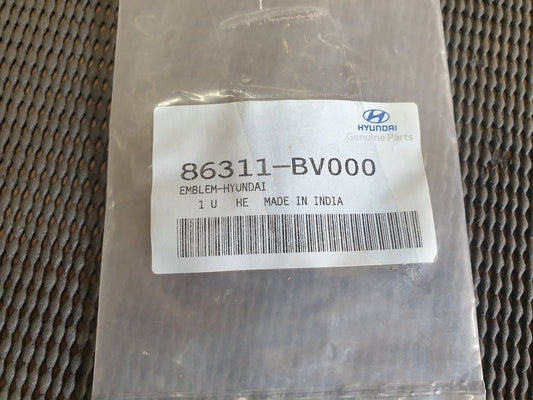 HYUNDAI
Genuine Parts
86311-BV000
EMBLEM-HYUNDAI
1 U HE MADE IN INDIA